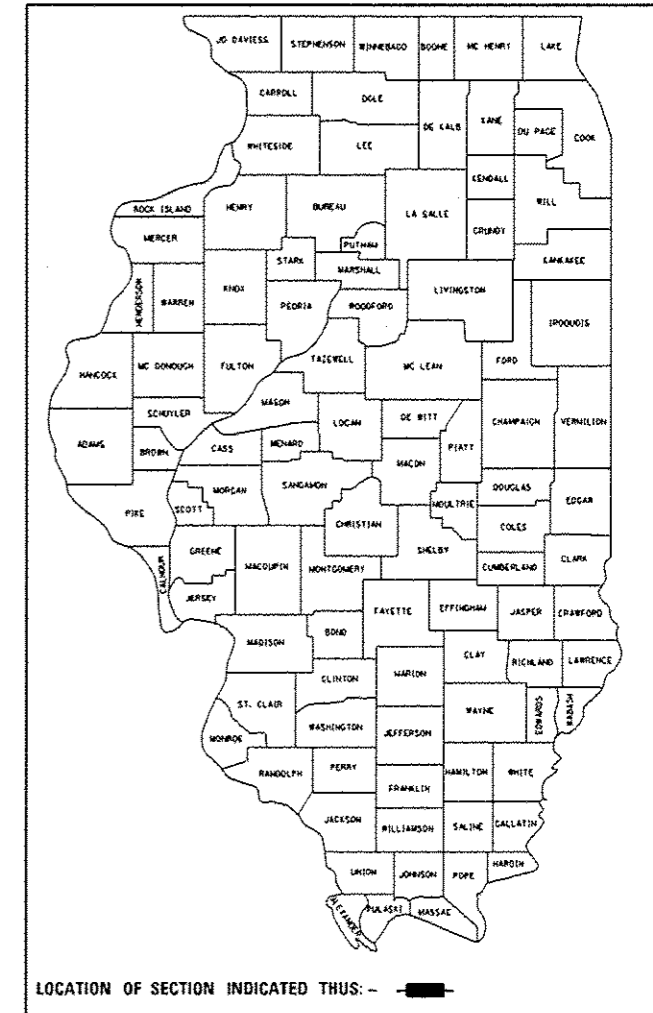 JO DAVIESS STEPHENSON WINNEBAGO BOONE MC HENRY LAKE
CARROLL OGLE DE KALB KANE DU PAGE COOK
WHITESIDE LEE
KENDALL
ROCK ISLAND HENRY BUREAU LA SALLE GRUNDY WILL
MERCER PUTNAM
STARK MARSHALL KANKAKEE
HENDERSON WARREN KNOX PEORIA WOODFORD LIVINGSTON IROQUOIS
HANCOCK MC DONOUGH FULTON TAZEWELL MC LEAN FORD
MASON
SCHUYLER LOGAN DE WITT CHAMPAIGN VERMILION
ADAMS BROWN CASS MENARD MACON PIATT
PIKE SCOTT MORGAN SANGAMON CHRISTIAN MOULTRIE DOUGLAS EDGAR
COLES
CALHOUN GREENE MACOUPIN MONTGOMERY SHELBY CUMBERLAND CLARK
JERSEY FAYETTE EFFINGHAM JASPER CRAWFORD
MADISON BOND
CLINTON MARION CLAY RICHLAND LAWRENCE
ST. CLAIR WAYNE EDWARDS WABASH
MONROE WASHINGTON JEFFERSON
RANDOLPH PERRY HAMILTON WHITE
FRANKLIN
JACKSON WILLIAMSON SALINE GALLATIN
UNION JOHNSON POPE HARDIN
ALEXANDER PULASKI MASSAC
LOCATION OF SECTION INDICATED THUS: -